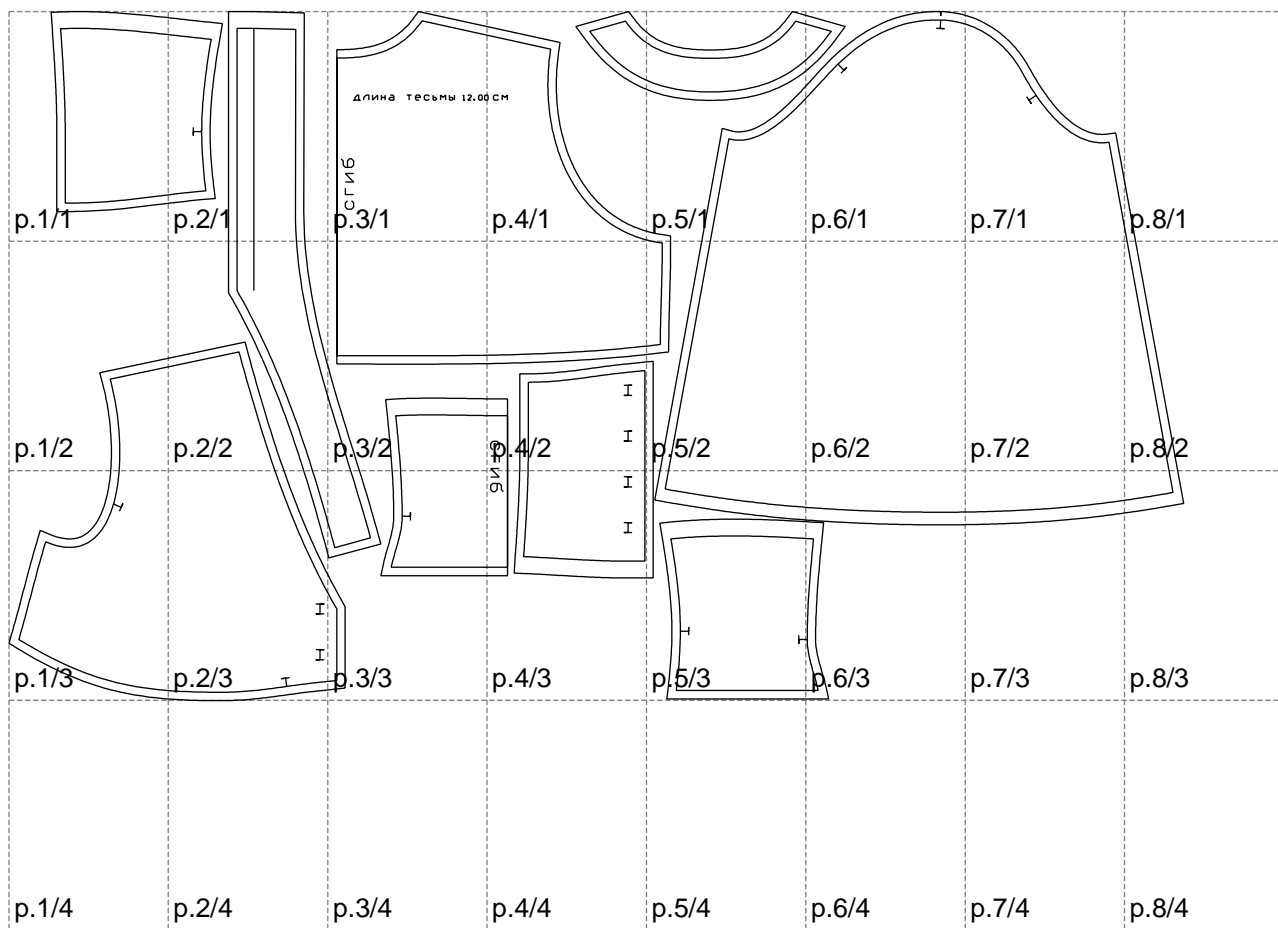 длина тесьмы 12.00 см
сгиб
р.1/1 р.2/1 р.3/1 р.4/1 р.5/1 р.6/1 р.7/1 р.8/1
р.1/2 р.2/2 р.3/2 р.4/2 р.5/2 р.6/2 р.7/2 р.8/2
сгиб
р.1/3 р.2/3 р.3/3 р.4/3 р.5/3 р.6/3 р.7/3 р.8/3
р.1/4 р.2/4 р.3/4 р.4/4 р.5/4 р.6/4 р.7/4 р.8/4